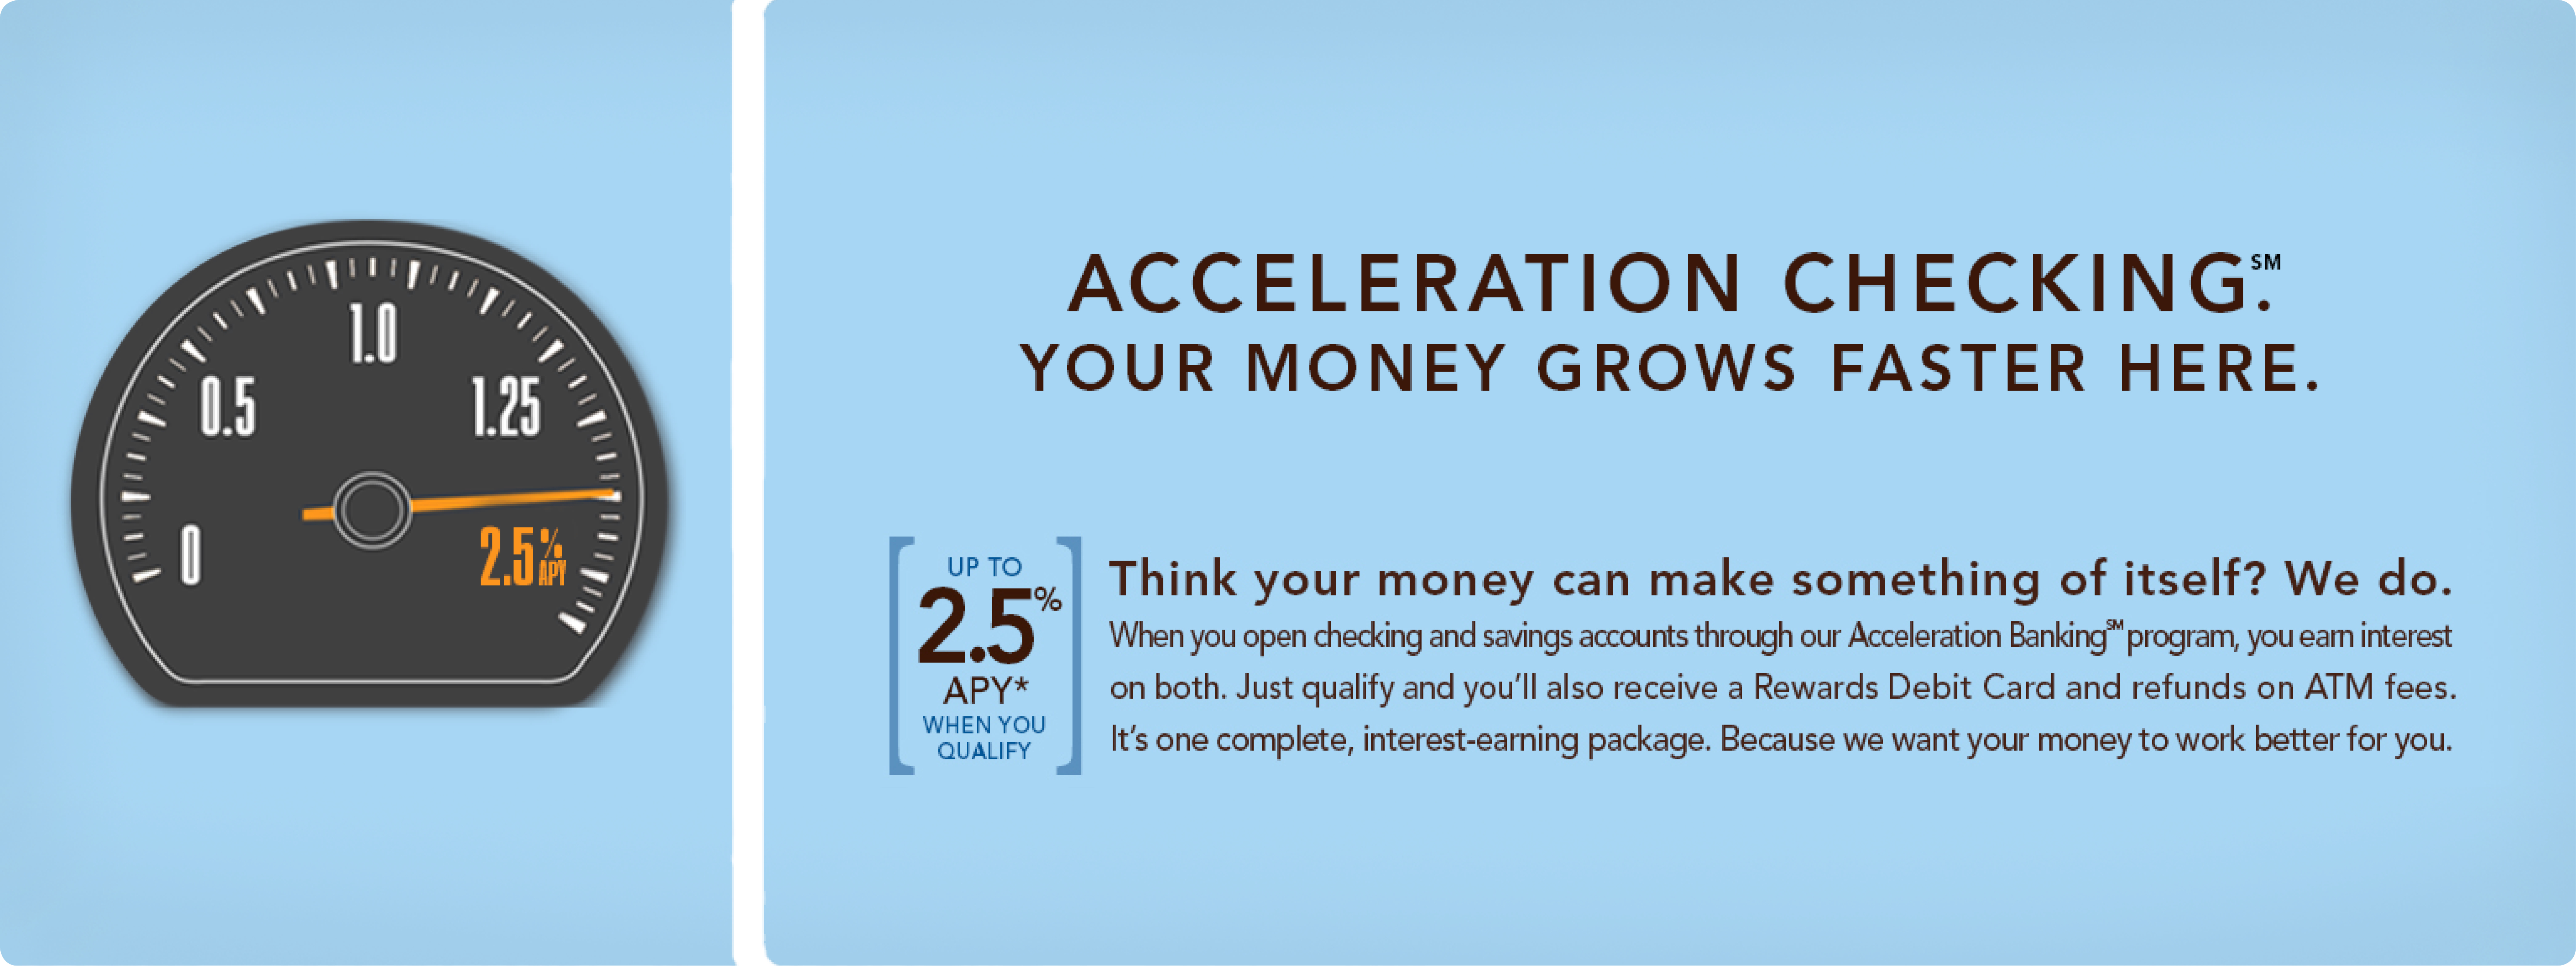 0
0.5
1.0
1.25
2.5% APY
ACCELERATION CHECKING.℠
YOUR MONEY GROWS FASTER HERE.
UP TO
2.5%
APY*
WHEN YOU
QUALIFY
Think your money can make something of itself? We do.
When you open checking and savings accounts through our Acceleration Banking℠ program, you earn interest
on both. Just qualify and you’ll also receive a Rewards Debit Card and refunds on ATM fees.
It’s one complete, interest-earning package. Because we want your money to work better for you.